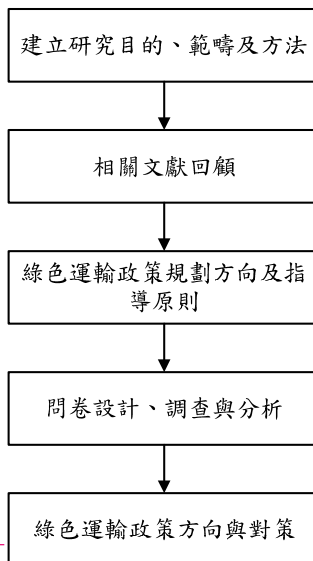 建立研究目的、範疇及方法
相關文獻回顧
綠色運輸政策規劃方向及指
導原則
問卷設計、調查與分析
綠色運輸政策方向與對策